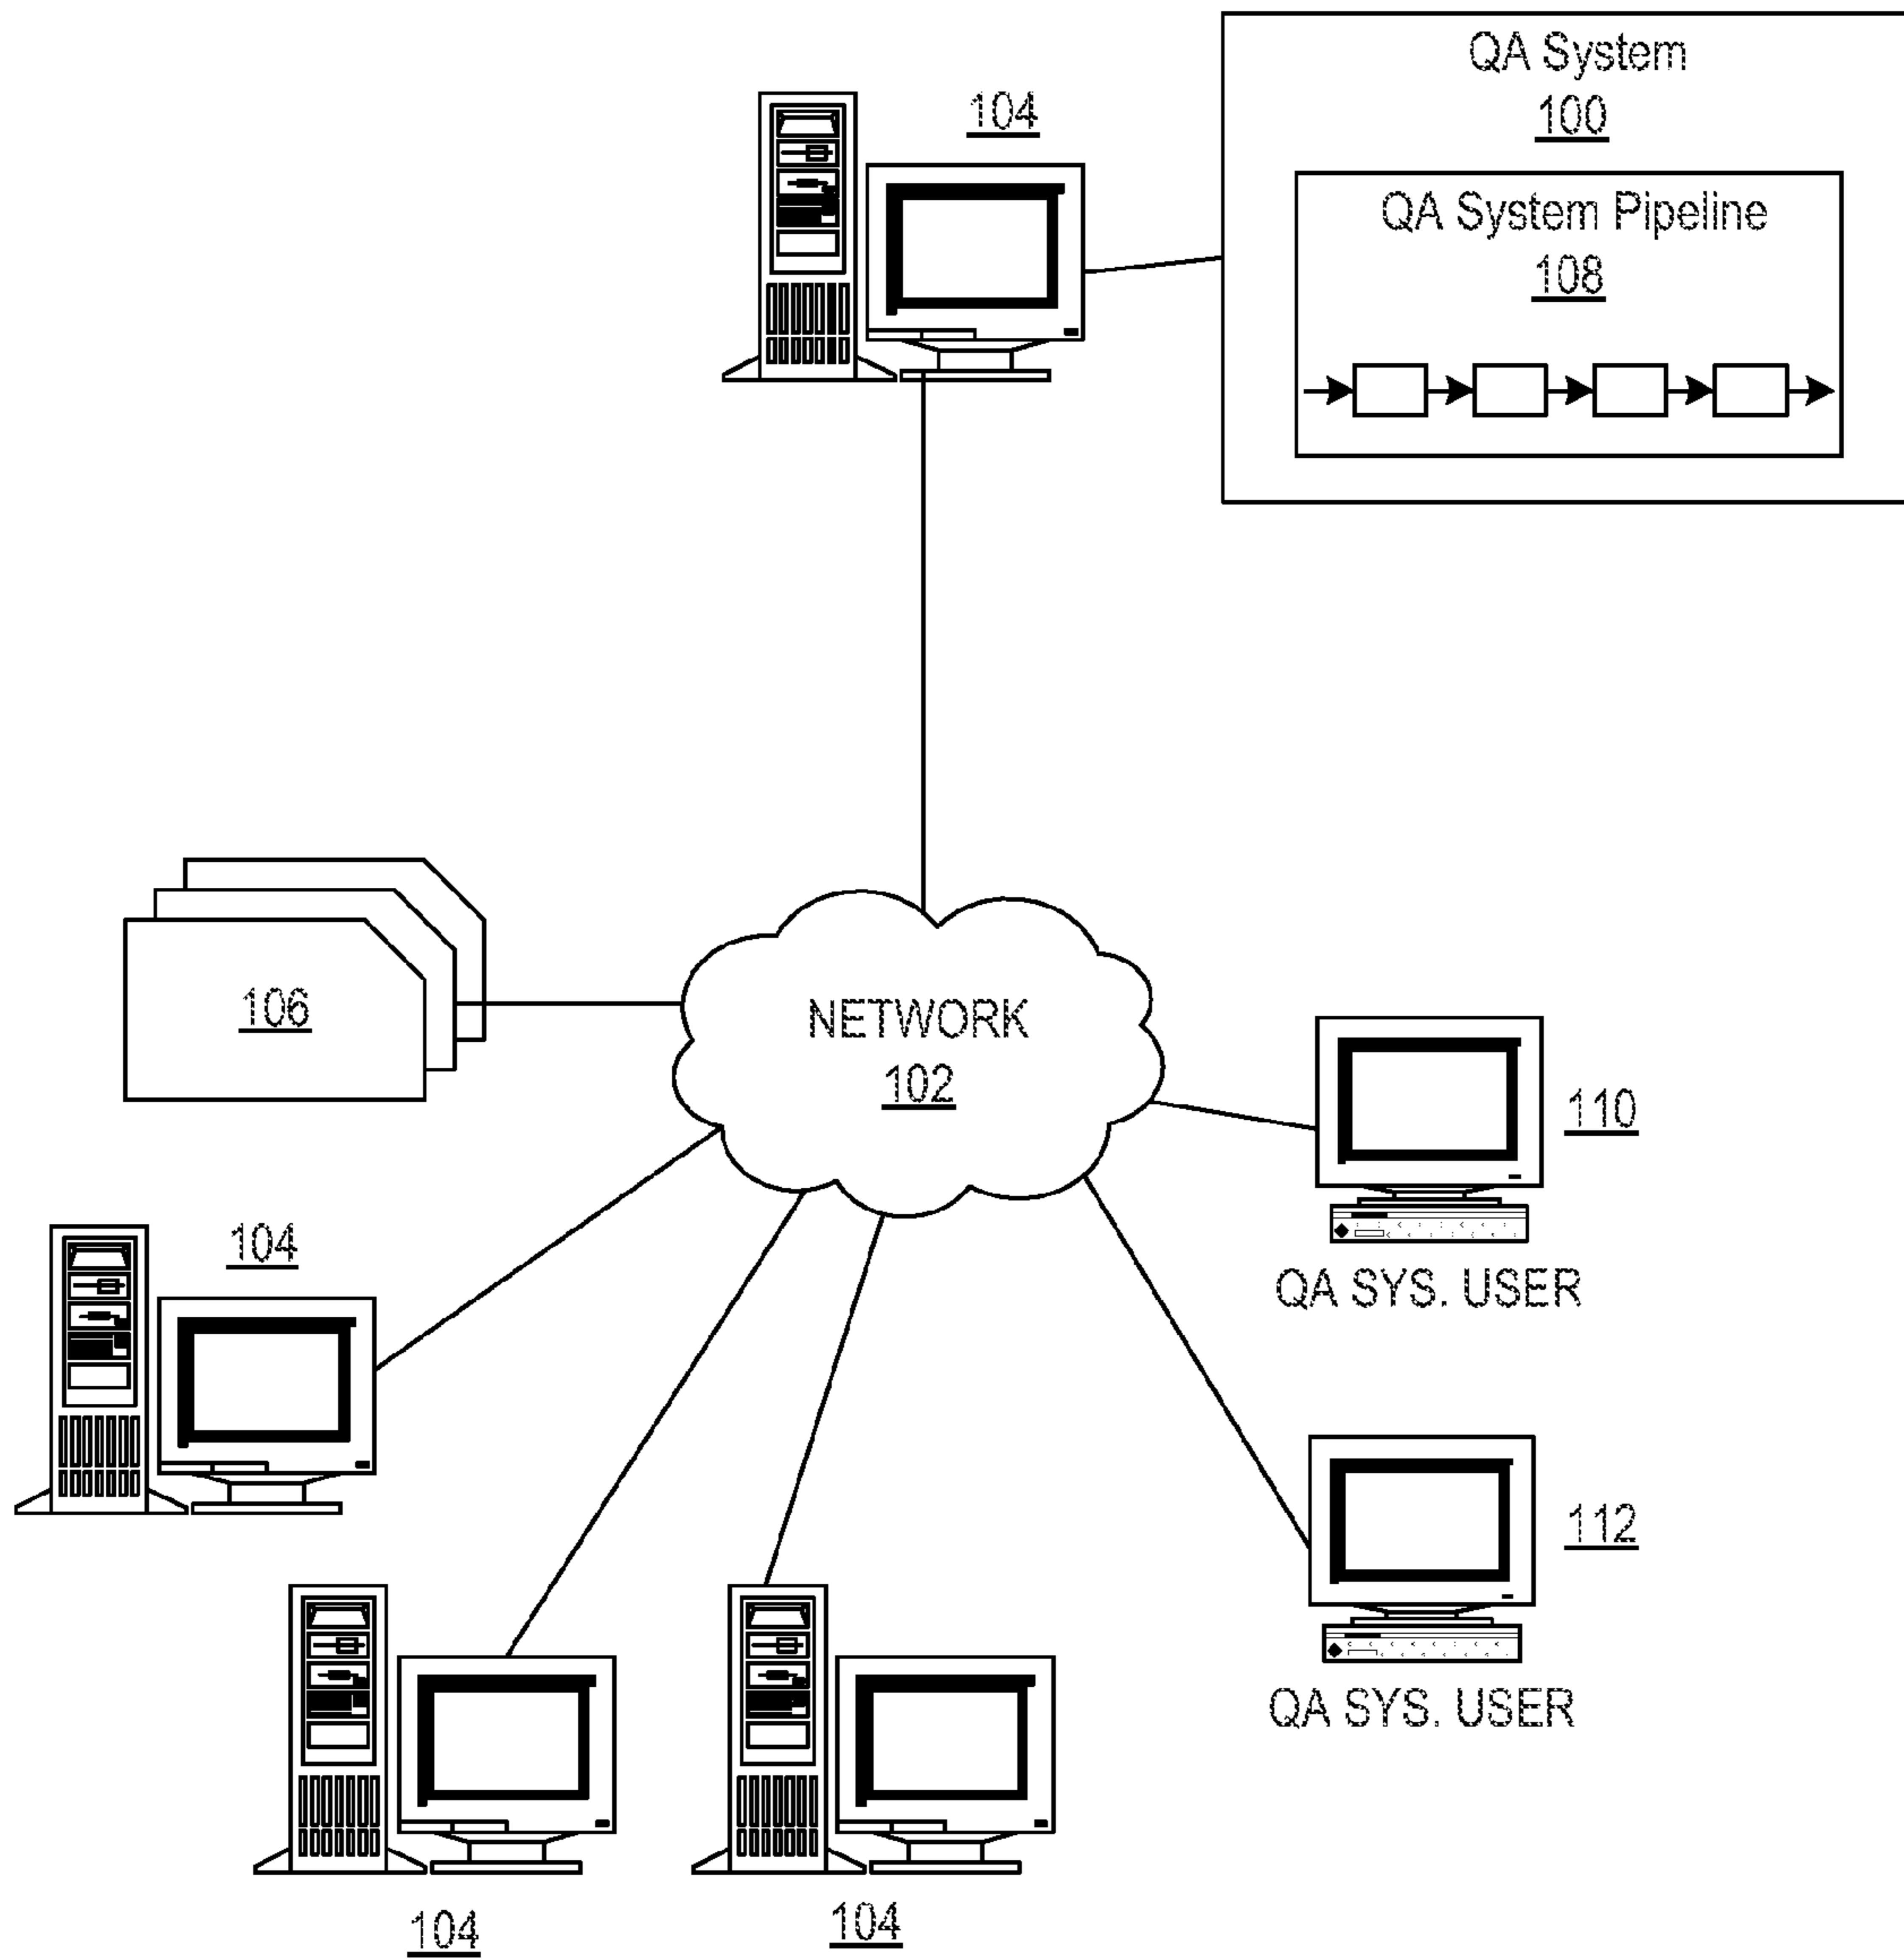 QA System
100
104
QA System Pipeline
108
106
NETWORK
102
110
QA SYS. USER
104
112
QA SYS. USER
104
104